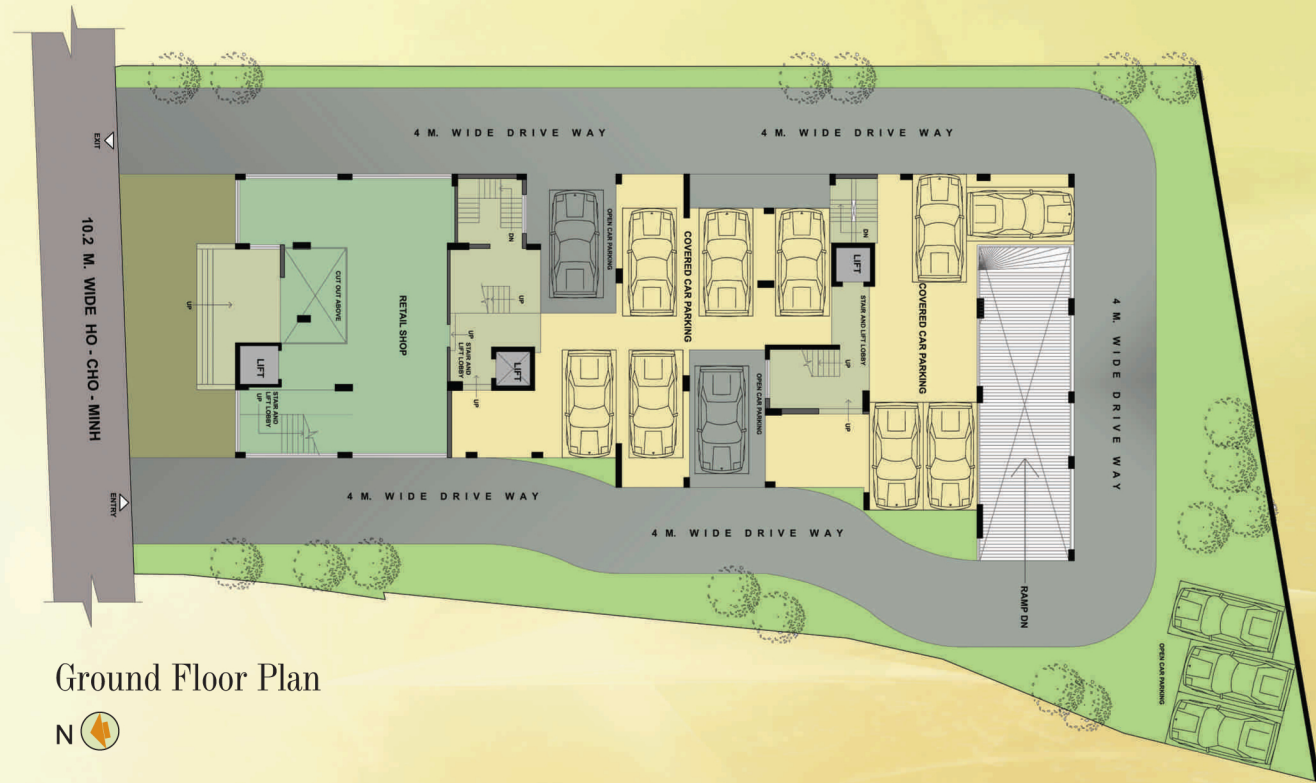 EXIT
10.2 M. WIDE HO - CHO - MINH
ENTRY
4 M. WIDE DRIVE WAY
4 M. WIDE DRIVE WAY
UP
CUT OUT ABOVE
RETAIL SHOP
LIFT
STAIR AND
LIFT LOBBY
UP
DN
UP
UP
STAIR AND
LIFT LOBBY
LIFT
UP
OPEN CAR PARKING
COVERED CAR PARKING
OPEN CAR PARKING
DN
LIFT
STAIR AND LIFT LOBBY
UP
UP
COVERED CAR PARKING
4 M. WIDE DRIVE WAY
4 M. WIDE DRIVE WAY
4 M. WIDE DRIVE WAY
RAMP DN
OPEN CAR PARKING
Ground Floor Plan
N